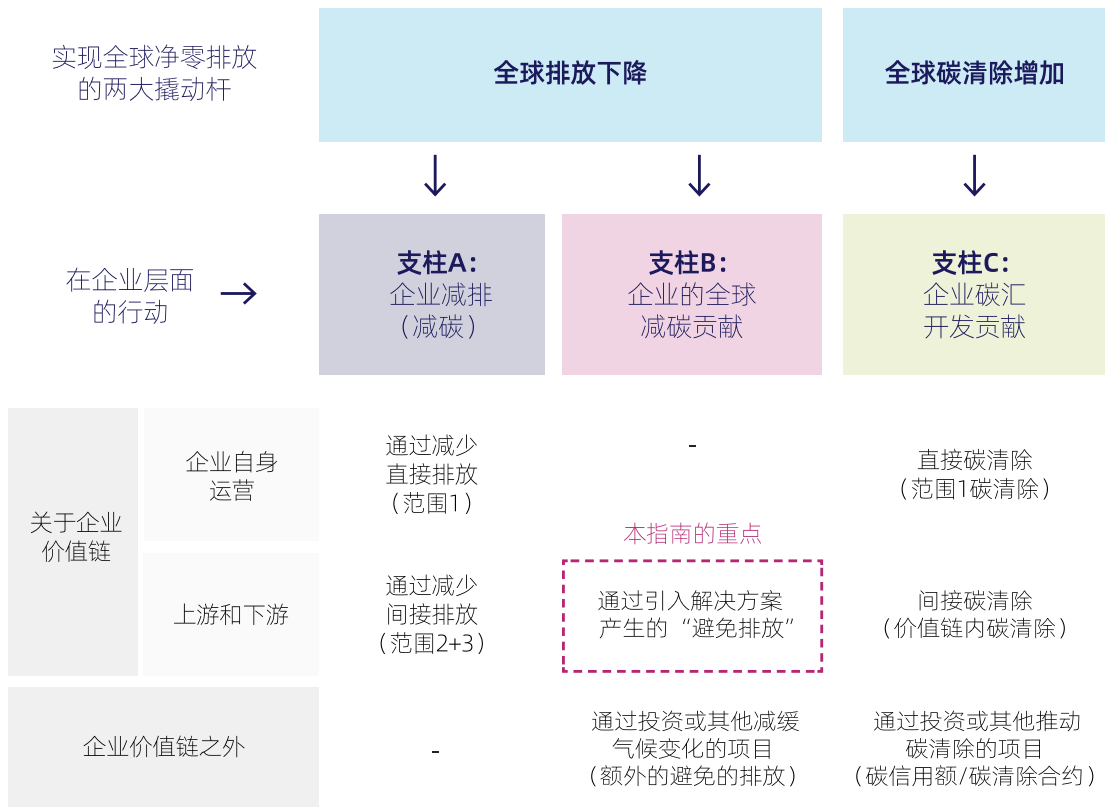 实现全球净零排放
的两大撬动杆
全球排放下降
全球碳清除增加
在企业层面
的行动
支柱A：
企业减排
（减碳）
支柱B：
企业的全球
减碳贡献
支柱C：
企业碳汇
开发贡献
关于企业
价值链
企业自身
运营
通过减少
直接排放
（范围1）
-
直接碳清除
（范围1碳清除）
本指南的重点
上游和下游
通过减少
间接排放
（范围2+3）
通过引入解决方案
产生的“避免排放”
间接碳清除
（价值链内碳清除）
企业价值链之外
-
通过投资或其他减缓
气候变化的项目
（额外的避免的排放）
通过投资或其他推动
碳清除的项目
（碳信用额/碳清除合约）